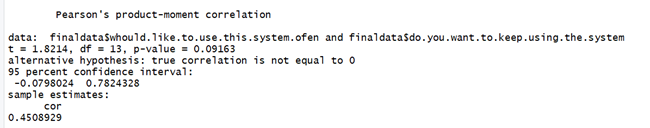 Pearson's product-moment correlation
data:  finaldata$whould.like.to.use.this.system.ofen and finaldata$do.you.want.to.keep.using.the.system
t = 1.8214, df = 13, p-value = 0.09163
alternative hypothesis: true correlation is not equal to 0
95 percent confidence interval:
 -0.0798024  0.7824328
sample estimates:
      cor
0.4508929